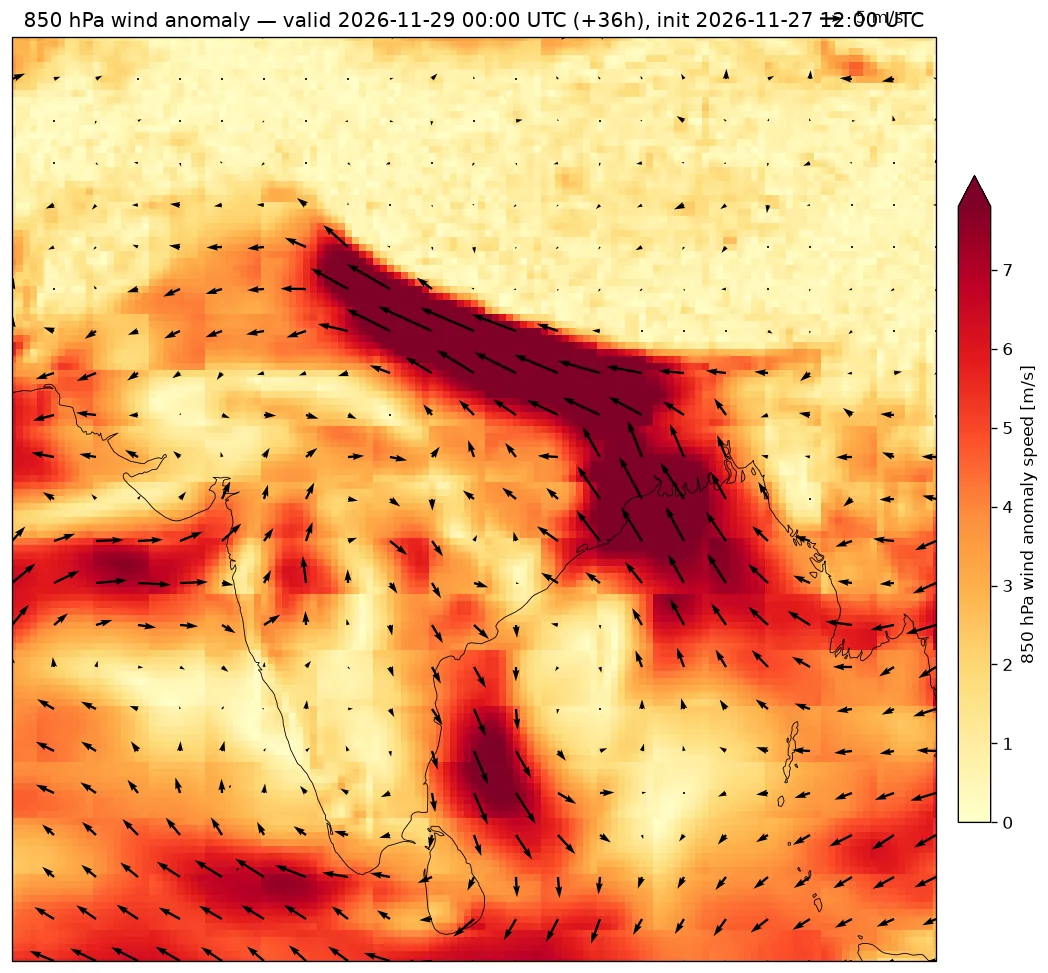 850 hPa wind anomaly — valid 2026-11-29 00:00 UTC (+36h), init 2026-11-27 12:00 UTC
5 m/s
7
6
5
4
3
2
1
0
850 hPa wind anomaly speed [m/s]